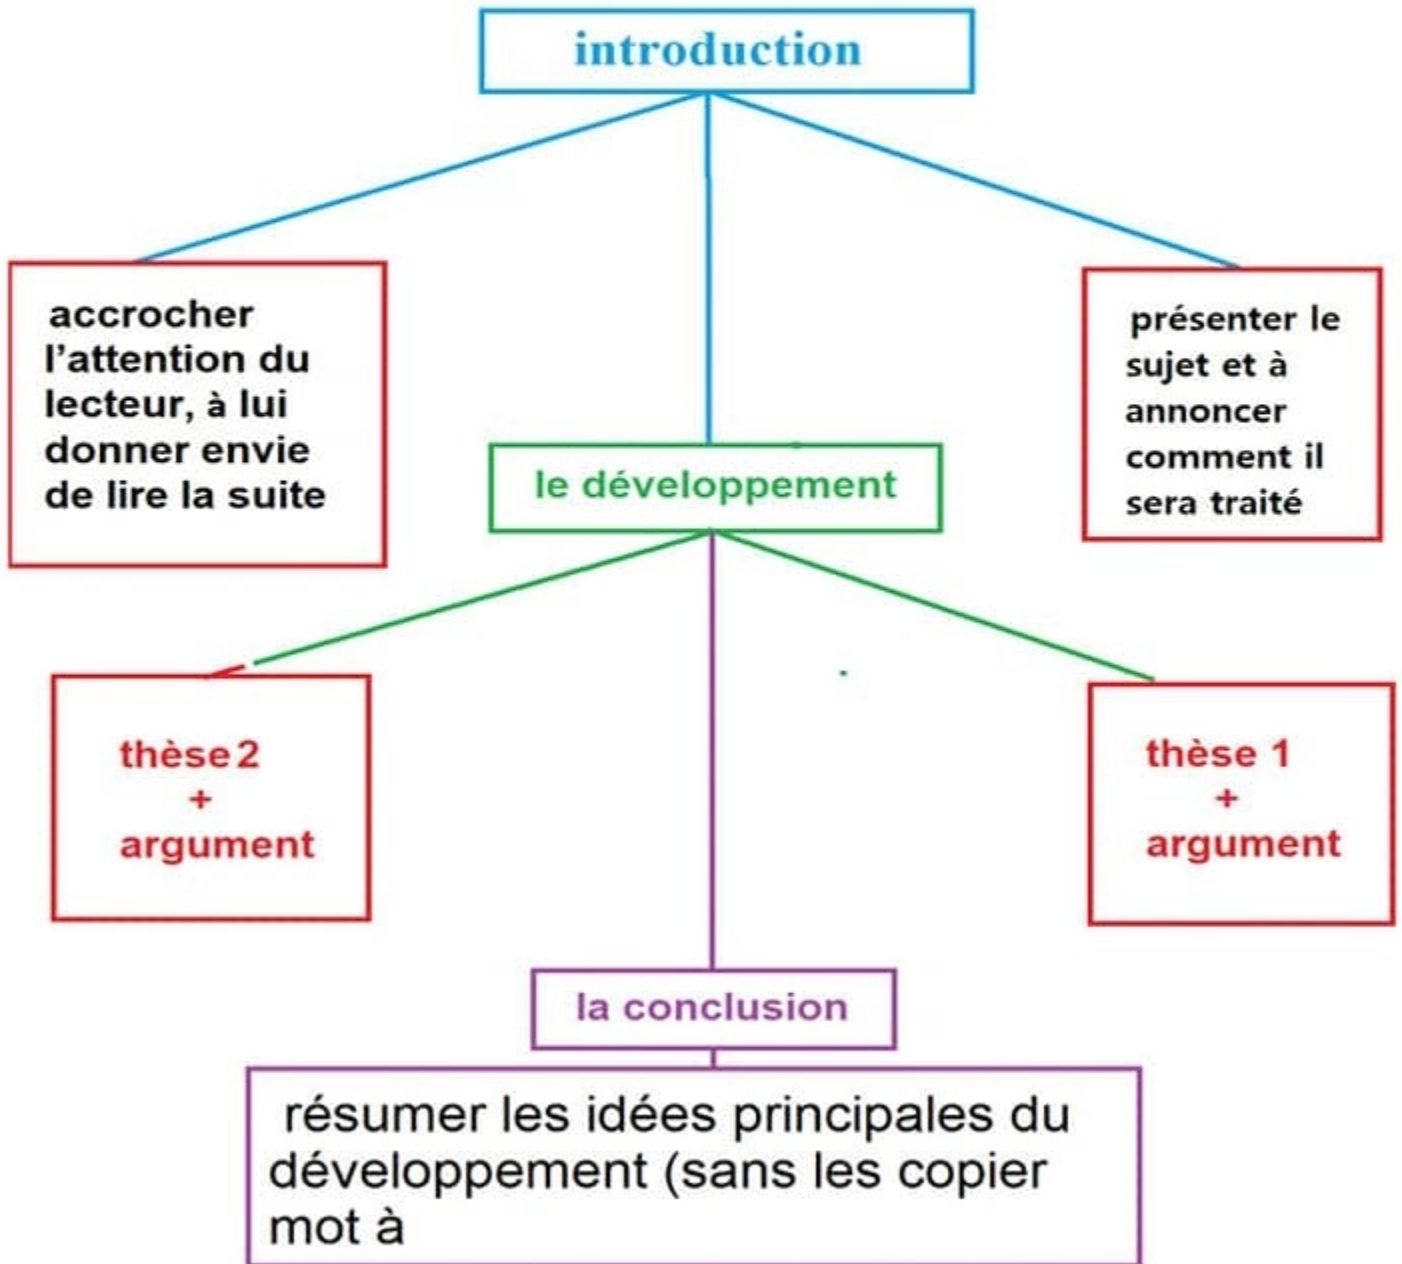 introduction
accrocher
l’attention du
lecteur, à lui
donner envie
de lire la suite
présenter le
sujet et à
annoncer
comment il
sera traité
le développement
thèse 2
+
argument
thèse 1
+
argument
la conclusion
résumer les idées principales du
développement (sans les copier
mot à